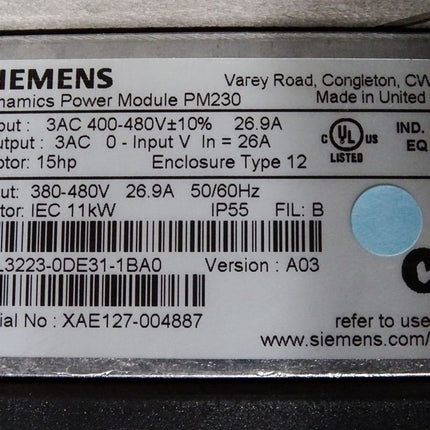 SIEMENS Varey Road, Congleton, CW
namics Power Module PM230 Made in United
put : 3AC 400-480V±10% 26.9A
utput : 3AC 0 - Input V In = 26A
otor: 15hp Enclosure Type 12
C UL US LISTED IND.
EQ
ut: 380-480V 26.9A 50/60Hz
tor: IEC 11kW IP55 FIL: B
L3223-0DE31-1BA0 Version : A03
ial No : XAE127-004887
refer to use
www.siemens.com/